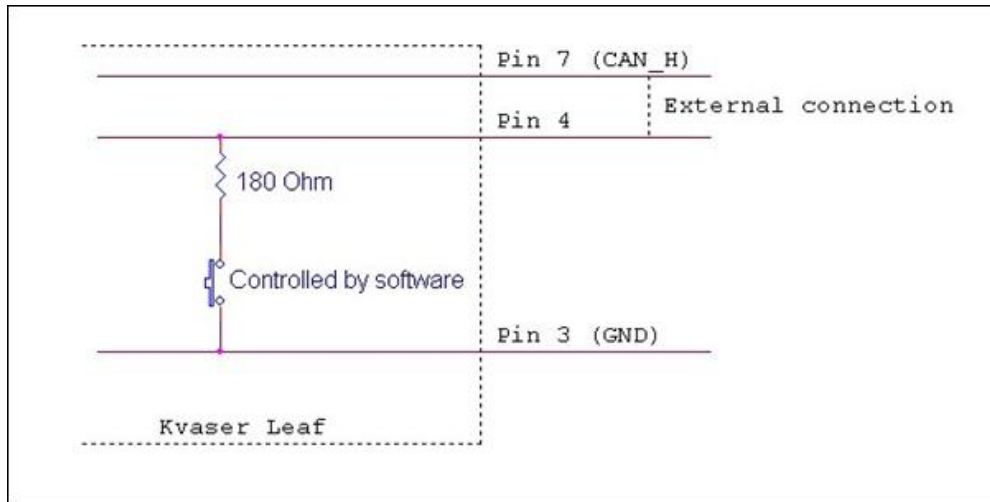 Pin 7 (CAN_H)
External connection
Pin 4
180 Ohm
Controlled by software
Pin 3 (GND)
Kvaser Leaf